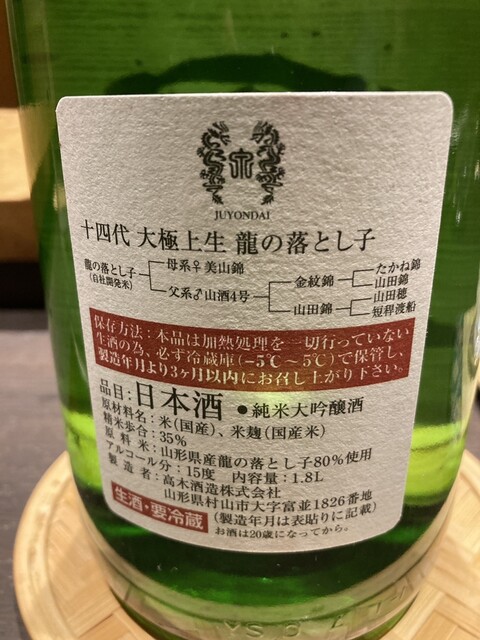 JUYONDAI
十四代 大極上生 龍の落とし子
龍の落とし子
(自社開発米)
母系♀美山錦
父系♂山酒4号
金紋錦
たかね錦
山田錦
山田錦
山田穂
短稈渡船
保存方法：本品は加熱処理を一切行っていない
生酒の為、必ず冷蔵庫(−5℃〜5℃)で保管し、
製造年月より3ヶ月以内にお召し上がり下さい。
品目：日本酒 ●純米大吟醸酒
原材料名：米(国産)、米麹(国産米)
精米歩合：35%
原料米：山形県産龍の落とし子80%使用
アルコール分：15度 内容量：1.8L
製造者：高木酒造株式会社
山形県村山市大字富並1826番地
生酒・要冷蔵
(製造年月は表貼りに記載)
お酒は20歳になってから。